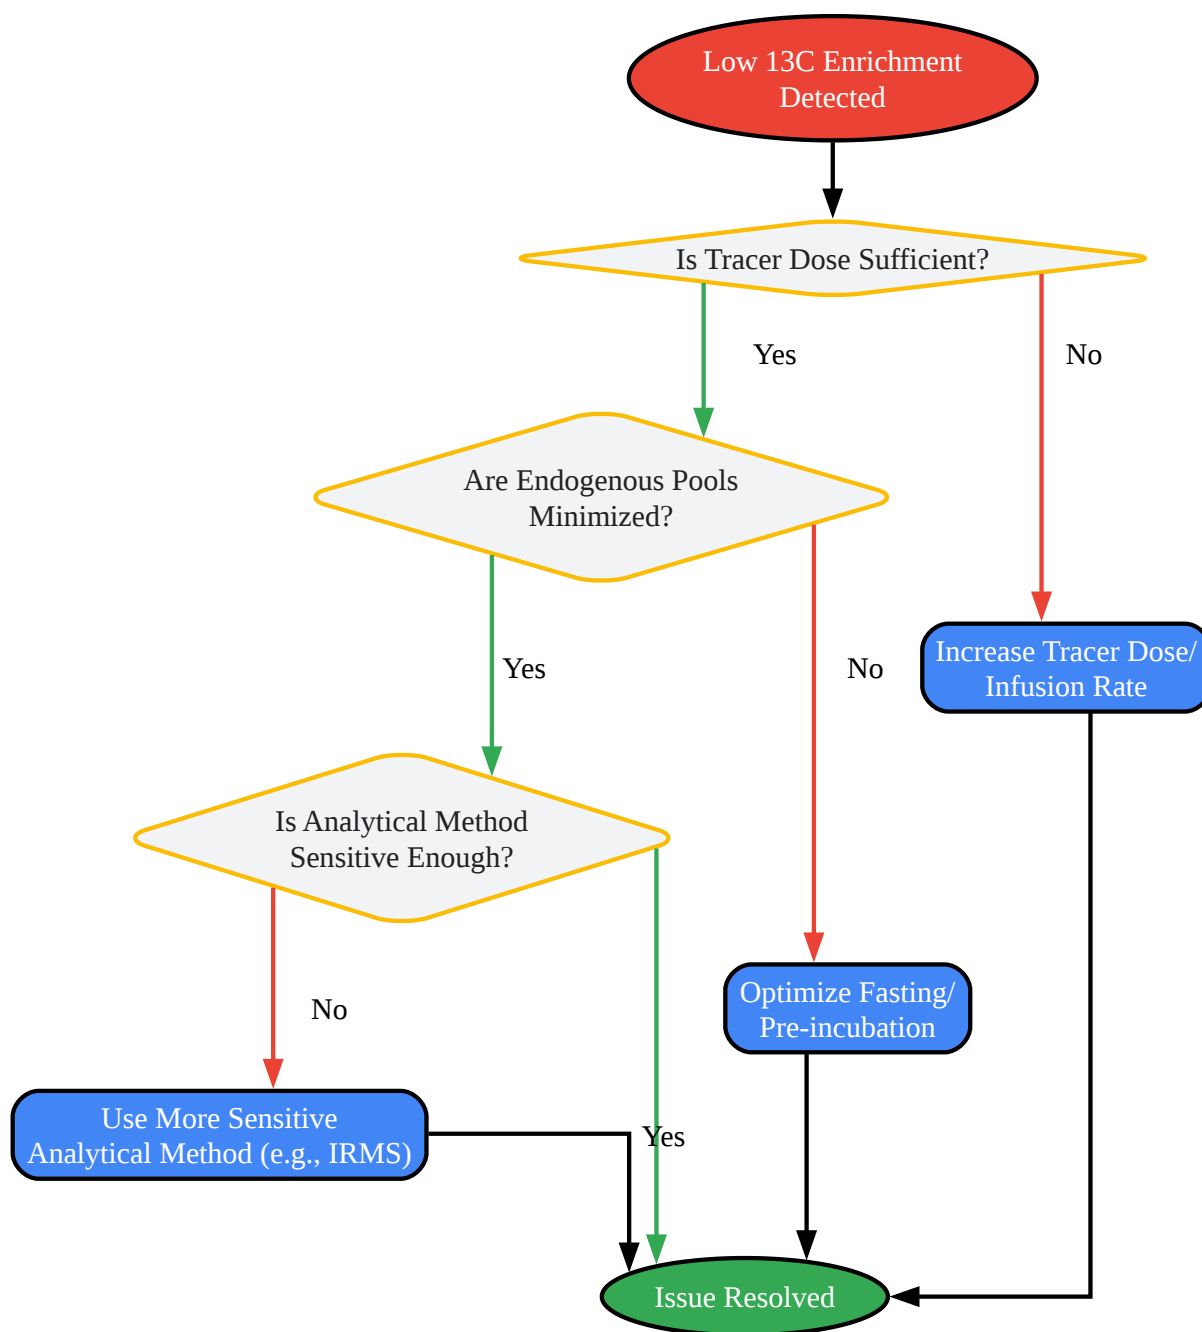 Low 13C Enrichment
Detected
Is Tracer Dose Sufficient?
Yes
No
Are Endogenous Pools
Minimized?
Yes
No
Increase Tracer Dose/
Infusion Rate
Is Analytical Method
Sensitive Enough?
No
Optimize Fasting/
Pre-incubation
Use More Sensitive
Analytical Method (e.g., IRMS)
Yes
Issue Resolved